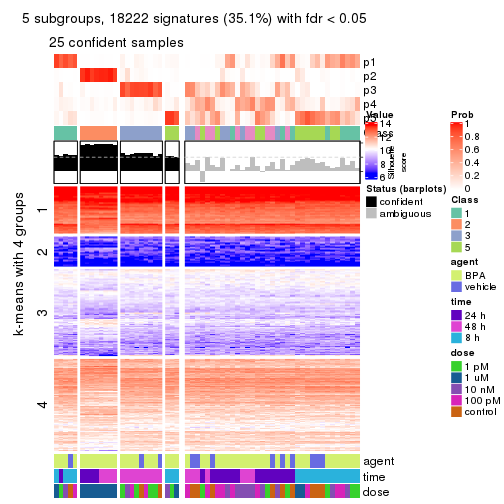 5 subgroups, 18222 signatures (35.1%) with fdr < 0.05
25 confident samples
p1
p2
p3
p4
Class
Silhouette
score
k-means with 4 groups
1
2
3
4
agent
time
dose
Value
14
12
10
8
6
Status (barplots)
confident
ambiguous
Prob
1
0.8
0.6
0.4
0.2
0
Class
1
2
3
5
agent
BPA
vehicle
time
24 h
48 h
8 h
dose
1 pM
1 uM
10 nM
100 pM
control